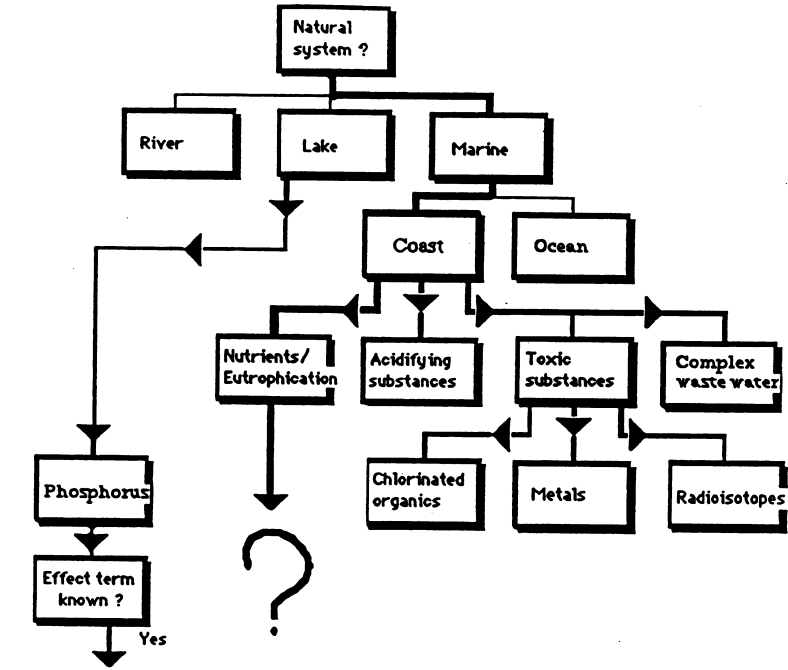 Natural
system ?
River
Lake
Marine
Coast
Ocean
Nutrients/
Eutrophication
Acidifying
substances
Toxic
substances
Complex
waste water
Chlorinated
organics
Metals
Radioisotopes
Phosphorus
?
Effect term
known ?
Yes